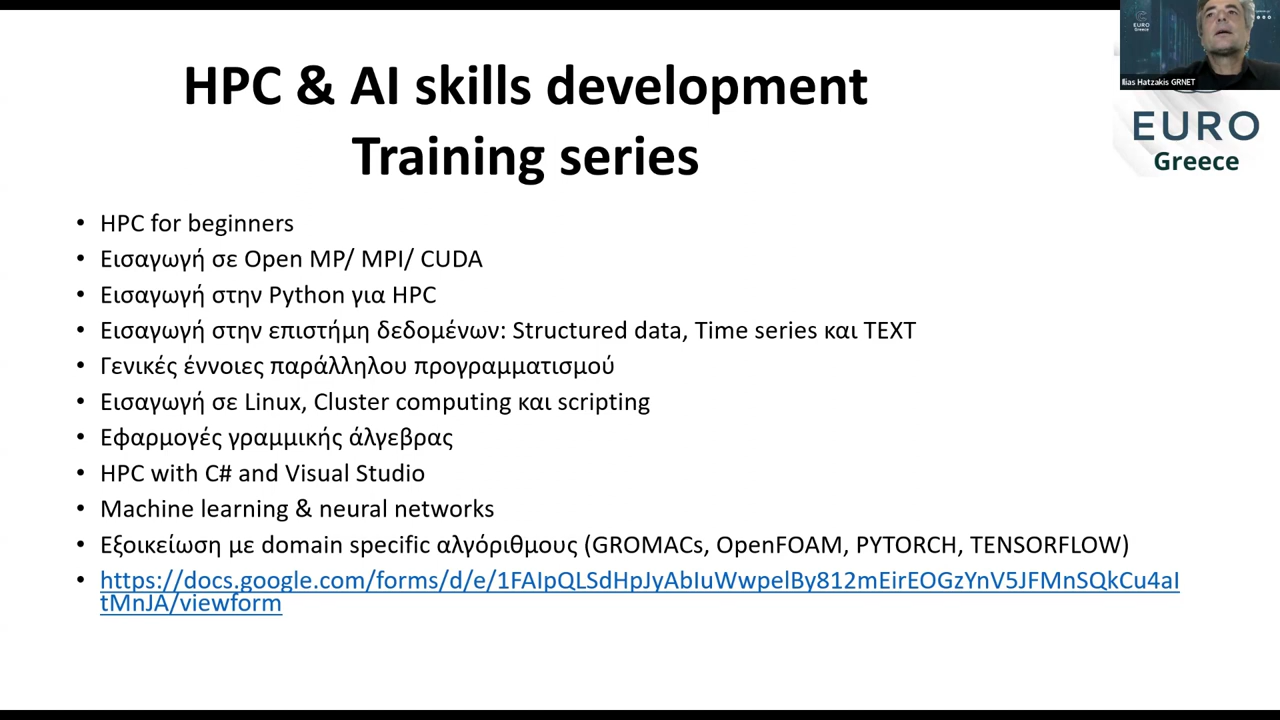 HPC & AI skills development
Training series
EURO
Greece
Ilias Hatzakis GRNET
EURO
Greece
• HPC for beginners
• Εισαγωγή σε Open MP/ MPI/ CUDA
• Εισαγωγή στην Python για HPC
• Εισαγωγή στην επιστήμη δεδομένων: Structured data, Time series και TEXT
• Γενικές έννοιες παράλληλου προγραμματισμού
• Εισαγωγή σε Linux, Cluster computing και scripting
• Εφαρμογές γραμμικής άλγεβρας
• HPC with C# and Visual Studio
• Machine learning & neural networks
• Εξοικείωση με domain specific αλγόριθμους (GROMACs, OpenFOAM, PYTORCH, TENSORFLOW)
• https://docs.google.com/forms/d/e/1FAIpQLSdHpJyAbIuWwpelBy812mEirEOGzYnV5JFMnSQkCu4aI
tMnJA/viewform